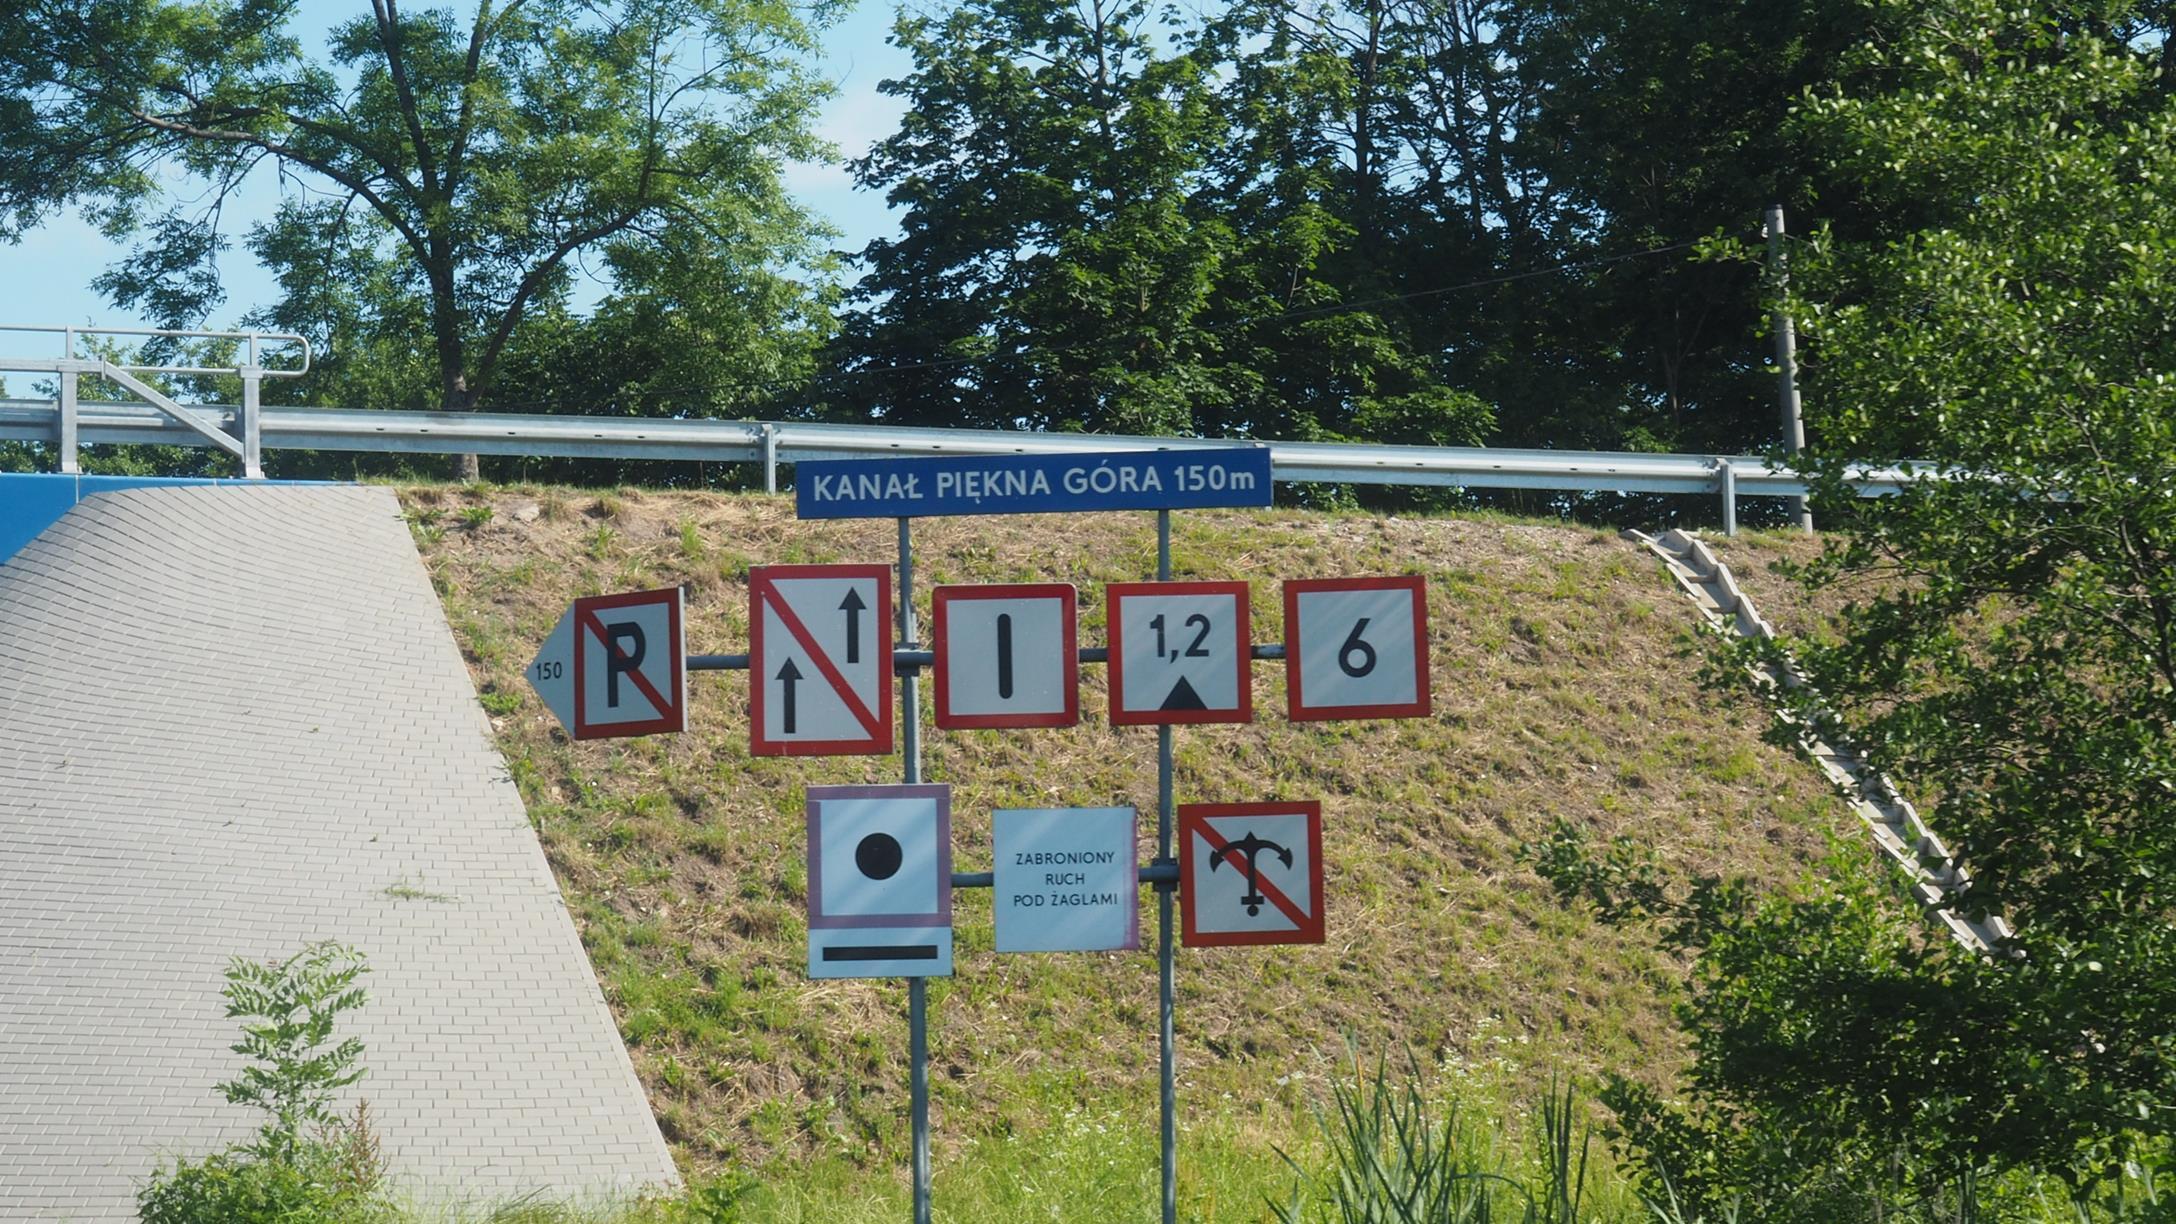 KANAŁ PIĘKNA GÓRA 150m
150 P
1,2
6
ZABRONIONY
RUCH
POD ŻAGLAMI